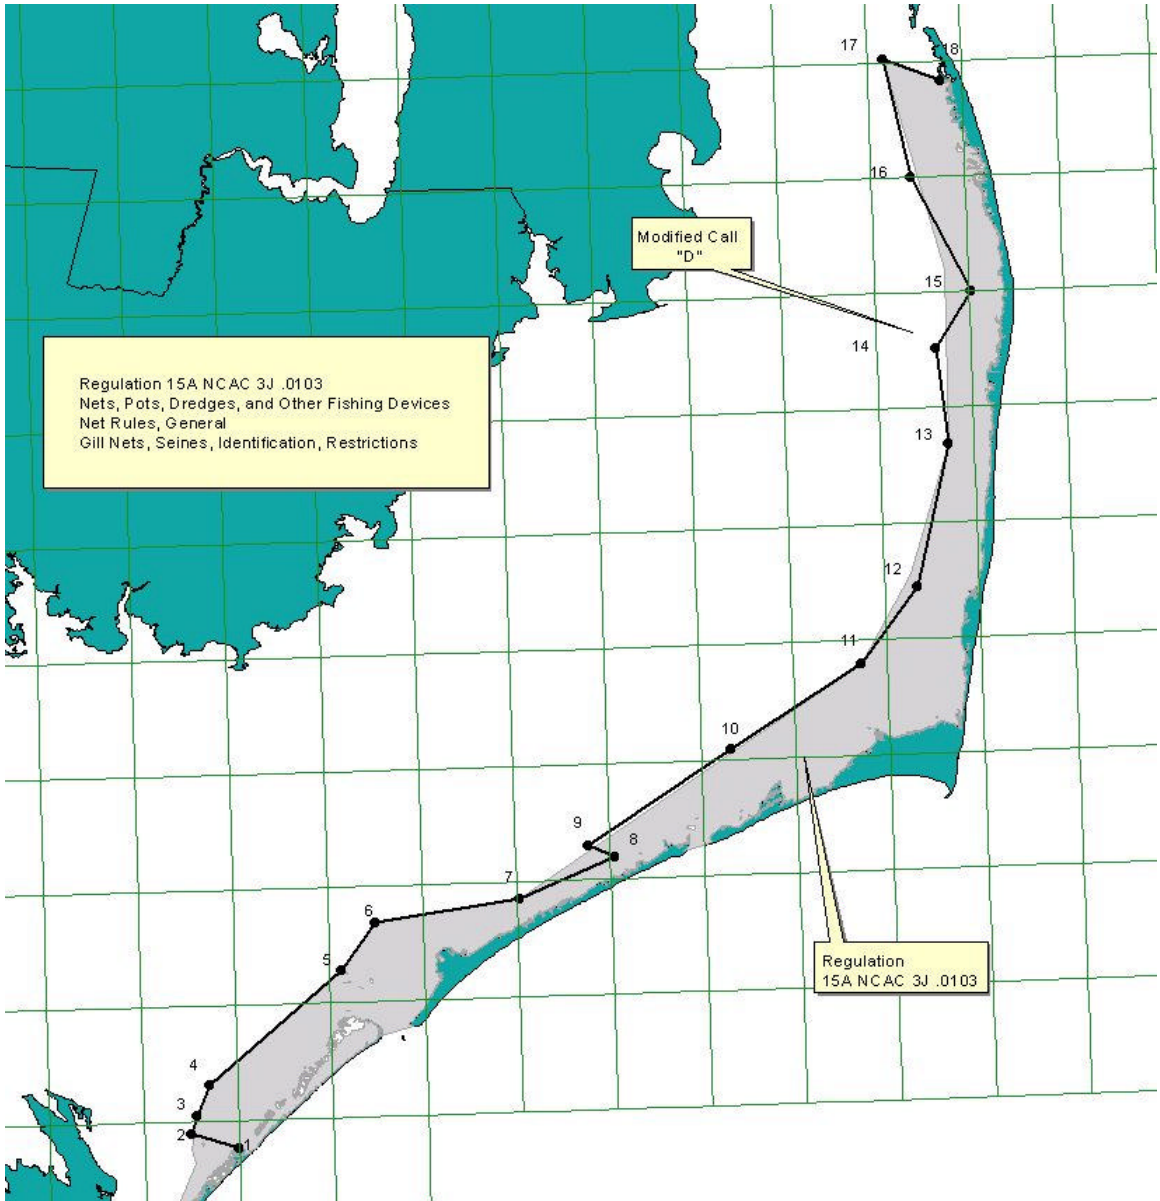 17
18
16
Modified Call
"D"
15
14
Regulation 15A NCAC 3J .0103
Nets, Pots, Dredges, and Other Fishing Devices
Net Rules, General
Gill Nets, Seines, Identification, Restrictions
13
12
11
10
9
8
7
6
5
Regulation
15A NCAC 3J .0103
4
3
2
1